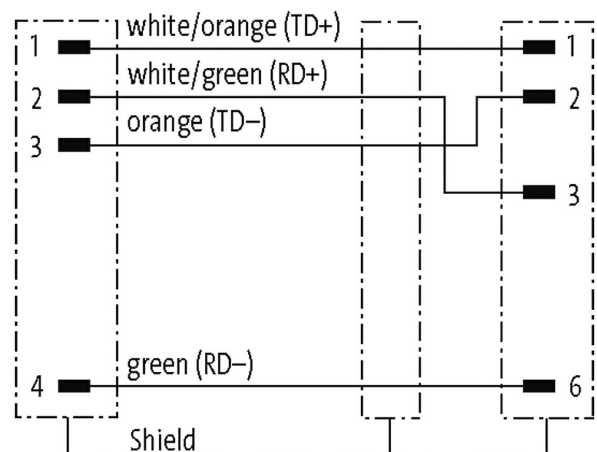 1 white/orange (TD+) 1
2 white/green (RD+) 2
3 orange (TD–)
3
4 green (RD–) 6
Shield